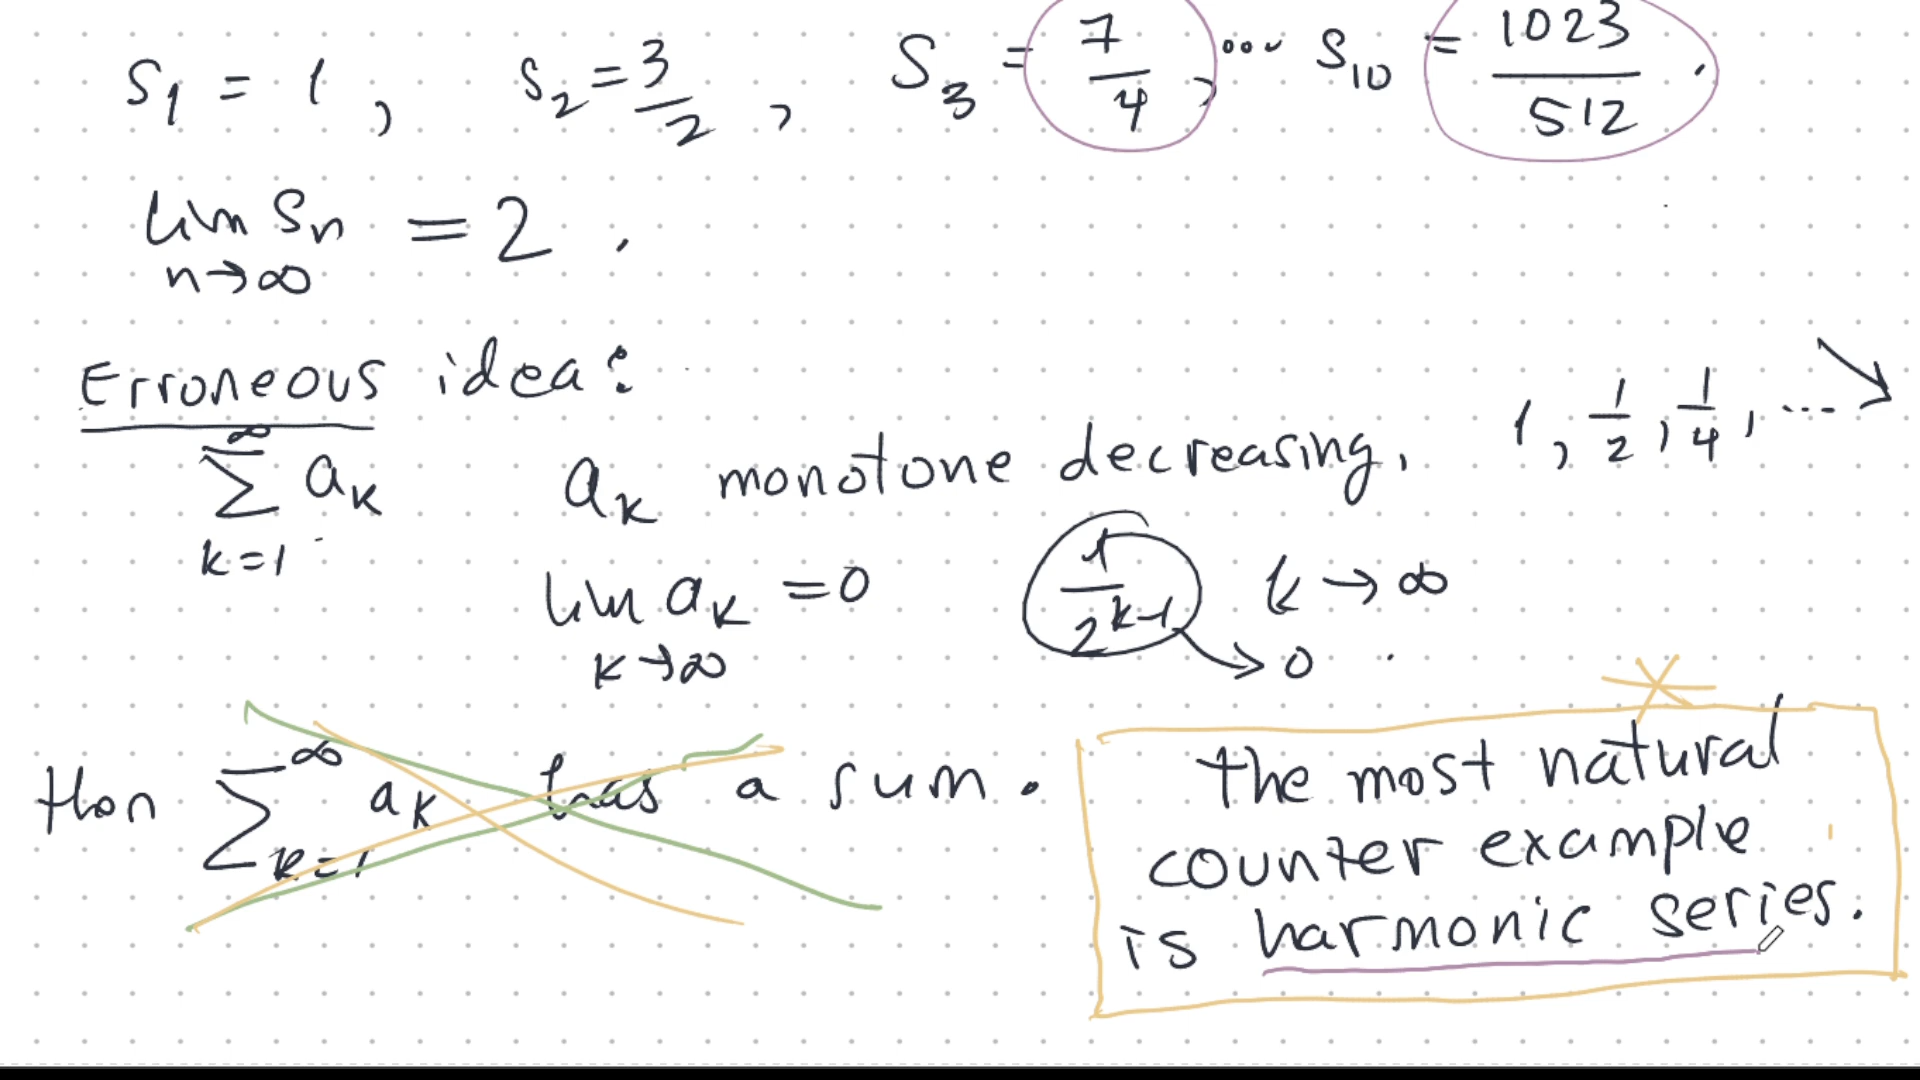 S₁ = 1, S₂ = 3/2, S₃ = 7/4, ... S₁₀ = 1023/512.
lim Sₙ = 2.
n→∞
Erroneous idea:
∞
∑ aₖ aₖ monotone decreasing. 1, 1/2, 1/4, ...
k=1
lim aₖ = 0 1/2^(k-1) k → ∞
k→∞ → 0
then ∑ₖ₌₁^∞ aₖ has a sum.
The most natural
counter example
is harmonic series.